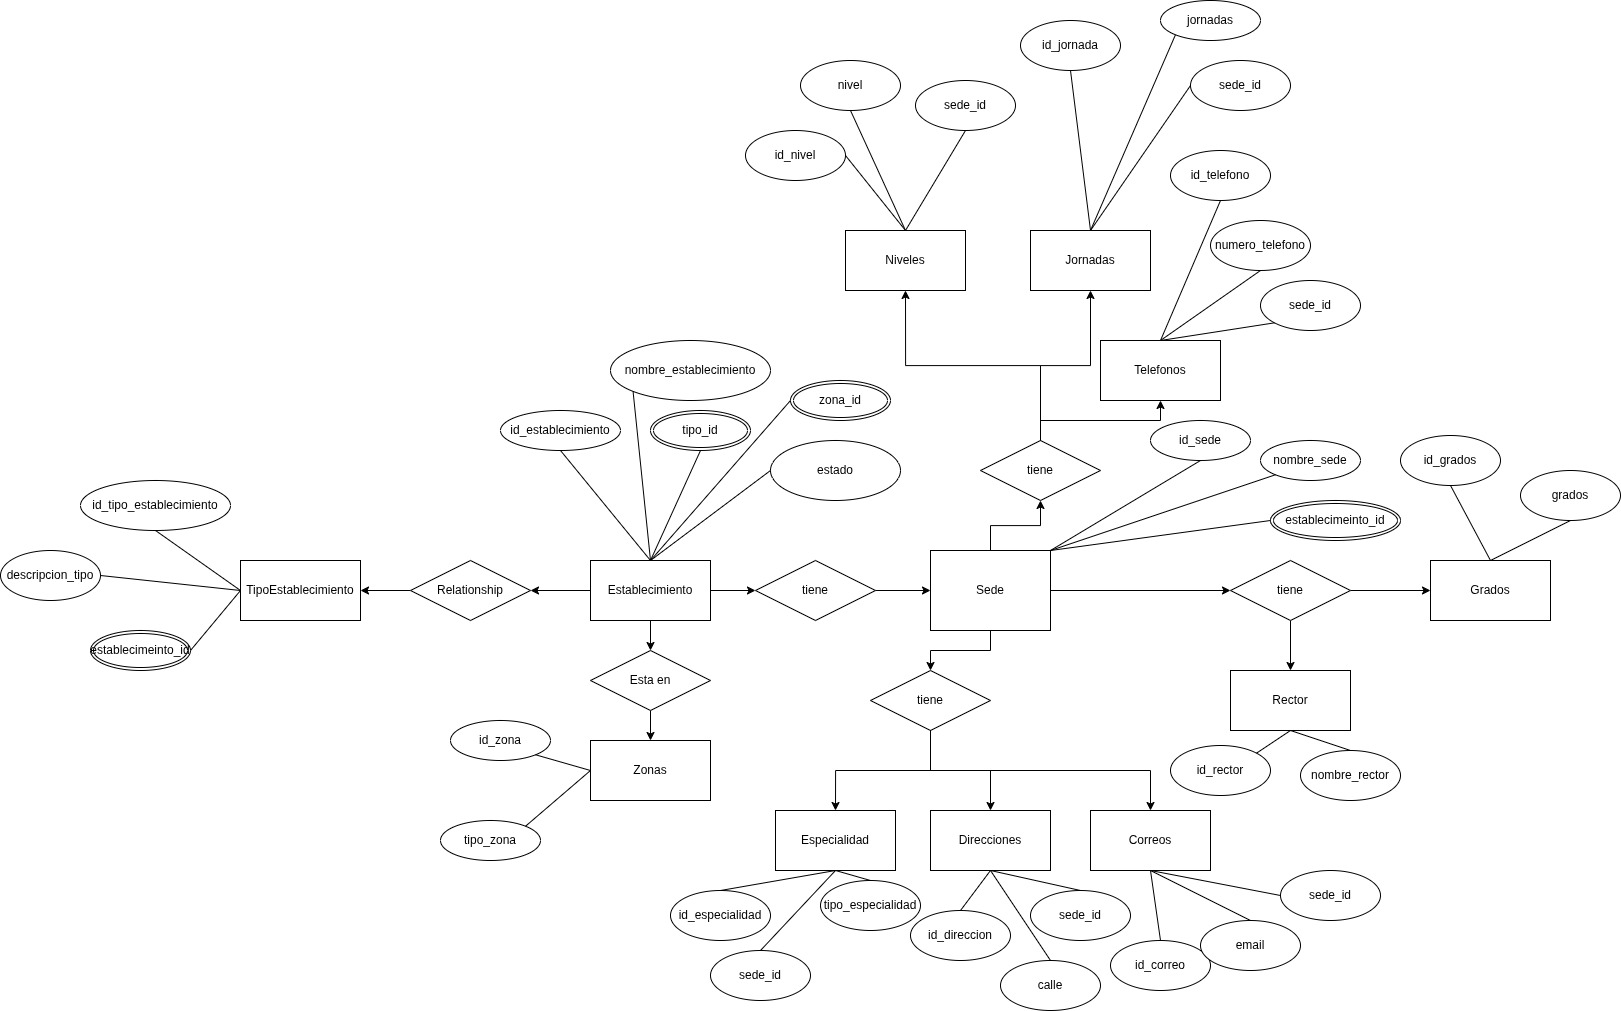 jornadas
id_jornada
nivel
sede_id
sede_id
id_nivel
id_telefono
numero_telefono
Niveles
Jornadas
sede_id
nombre_establecimiento
Telefonos
zona_id
id_establecimiento
tipo_id
id_sede
estado
tiene
nombre_sede
id_grados
id_tipo_establecimiento
grados
establecimeinto_id
descripcion_tipo
TipoEstablecimiento
Relationship
Establecimiento
tiene
Sede
tiene
Grados
establecimeinto_id
Esta en
tiene
Rector
id_zona
Zonas
id_rector
nombre_rector
tipo_zona
Especialidad
Direcciones
Correos
id_especialidad
tipo_especialidad
sede_id
sede_id
id_direccion
email
sede_id
calle
id_correo